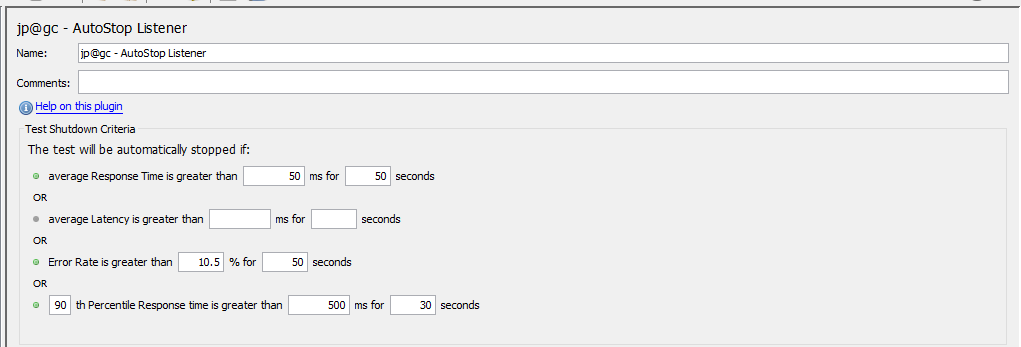 jp@gc - AutoStop Listener
Name: jp@gc - AutoStop Listener
Comments:
Help on this plugin
Test Shutdown Criteria
The test will be automatically stopped if:
average Response Time is greater than 50 ms for 50 seconds
OR
average Latency is greater than ms for seconds
OR
Error Rate is greater than 10.5 % for 50 seconds
OR
90 th Percentile Response time is greater than 500 ms for 30 seconds